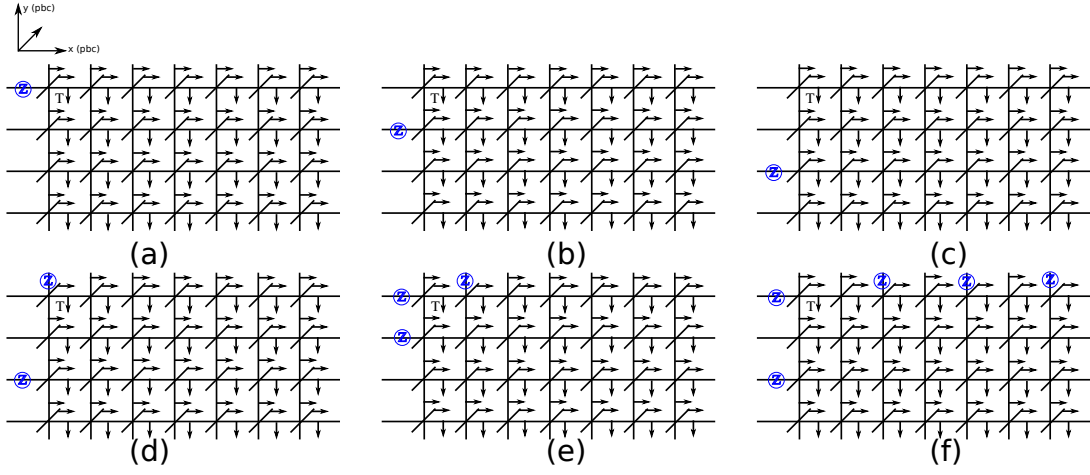 y (pbc)
x (pbc)
Z T
Z T
Z T
(a) (b) (c)
Z T Z
Z Z T Z
Z T Z Z Z Z
(d) (e) (f)